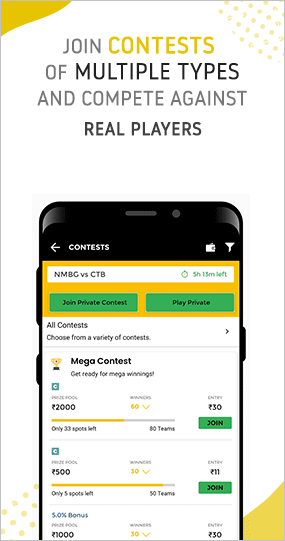 JOIN CONTESTS
OF MULTIPLE TYPES
AND COMPETE AGAINST
REAL PLAYERS
CONTESTS
NMBG vs CTB 5h 13m left
Join Private Contest Play Private
All Contests
Choose from a variety of contests.
Mega Contest
Get ready for mega winnings!
C
PRIZE POOL WINNERS ENTRY
₹2000 60 ₹30
Only 33 spots left 80 Teams JOIN
C
PRIZE POOL WINNERS ENTRY
₹500 30 ₹11
Only 5 spots left 50 Teams JOIN
5.0% Bonus
PRIZE POOL WINNERS ENTRY
₹1000 30 ₹30